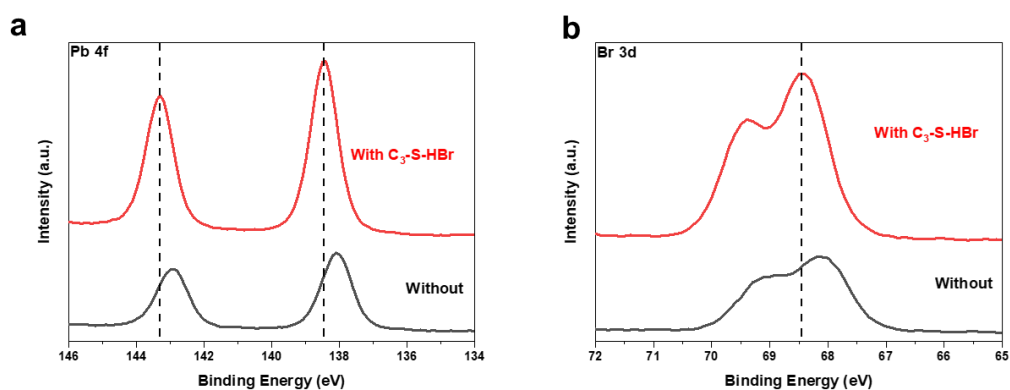 a
Pb 4f
Intensity (a.u.)
With C₃-S-HBr
Without
146 144 142 140 138 136 134
Binding Energy (eV)
b
Br 3d
Intensity (a.u.)
With C₃-S-HBr
Without
72 71 70 69 68 67 66 65
Binding Energy (eV)